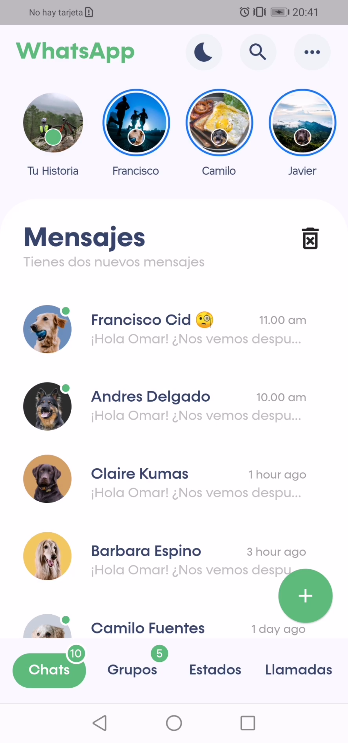 No hay tarjeta
20:41
WhatsApp
Tu Historia
Francisco
Camilo
Javier
Mensajes
Tienes dos nuevos mensajes
Francisco Cid 🧐
11.00 am
¡Hola Omar! ¿Nos vemos despu...
Andres Delgado
10.00 am
¡Hola Omar! ¿Nos vemos despu...
Claire Kumas
1 hour ago
¡Hola Omar! ¿Nos vemos despu...
Barbara Espino
3 hour ago
¡Hola Omar! ¿Nos vemos despu...
+
Camilo Fuentes
1 day ago
Chats
10
Grupos
5
Estados
Llamadas